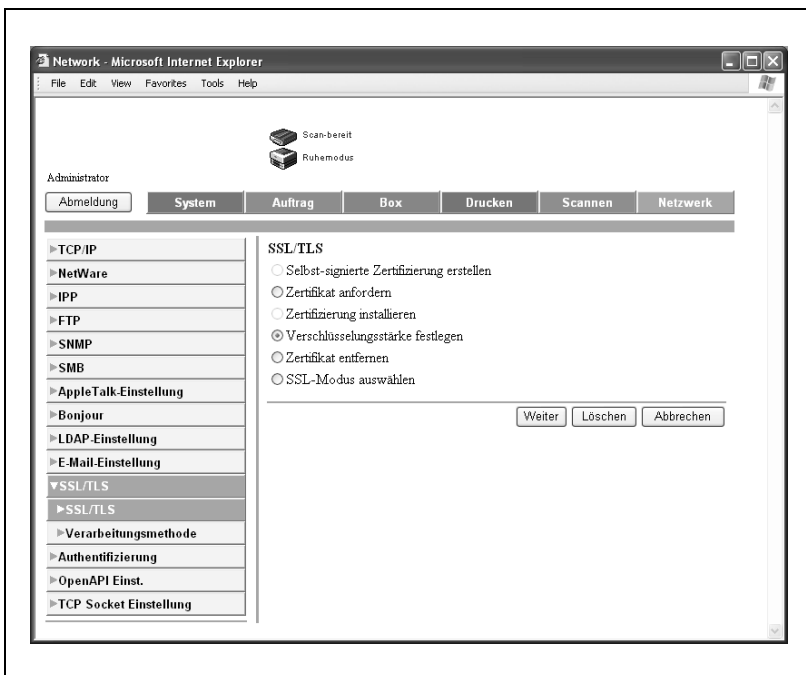 Network - Microsoft Internet Explorer
File Edit View Favorites Tools Help
Scan-bereit
Ruhemodus
Administrator
Abmeldung System Auftrag Box Drucken Scannen Netzwerk
TCP/IP
NetWare
IPP
FTP
SNMP
SMB
AppleTalk-Einstellung
Bonjour
LDAP-Einstellung
E-Mail-Einstellung
SSL/TLS
SSL/TLS
Verarbeitungsmethode
Authentifizierung
OpenAPI Einst.
TCP Socket Einstellung
SSL/TLS
Selbst-signierte Zertifizierung erstellen
Zertifikat anfordern
Zertifizierung installieren
Verschlüsselungsstärke festlegen
Zertifikat entfernen
SSL-Modus auswählen
Weiter Löschen Abbrechen